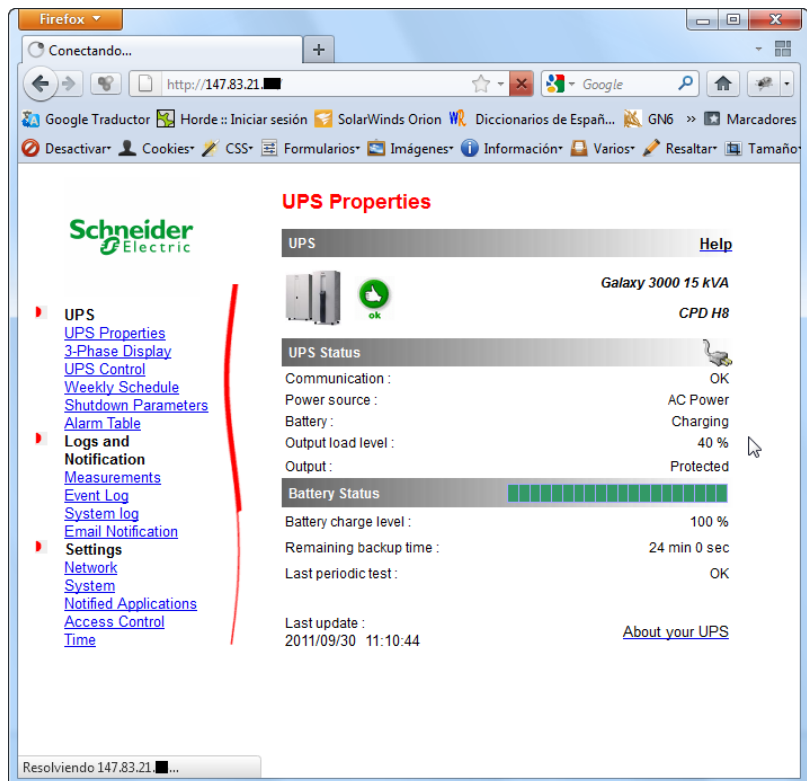 Firefox
Conectando...
http://147.83.21.
Google
Google Traductor Horde :: Iniciar sesión SolarWinds Orion Diccionarios de Españ... GN6 » Marcadores
Desactivar Cookies CSS Formularios Imágenes Información Varios Resaltar Tamaño
Schneider
Electric
UPS
UPS Properties
3-Phase Display
UPS Control
Weekly Schedule
Shutdown Parameters
Alarm Table
Logs and
Notification
Measurements
Event Log
System log
Email Notification
Settings
Network
System
Notified Applications
Access Control
Time
UPS Properties
UPS Help
ok
Galaxy 3000 15 kVA
CPD H8
UPS Status
Communication : OK
Power source : AC Power
Battery : Charging
Output load level : 40 %
Output : Protected
Battery Status
Battery charge level : 100 %
Remaining backup time : 24 min 0 sec
Last periodic test : OK
Last update :
2011/09/30 11:10:44
About your UPS
Resolviendo 147.83.21. ...